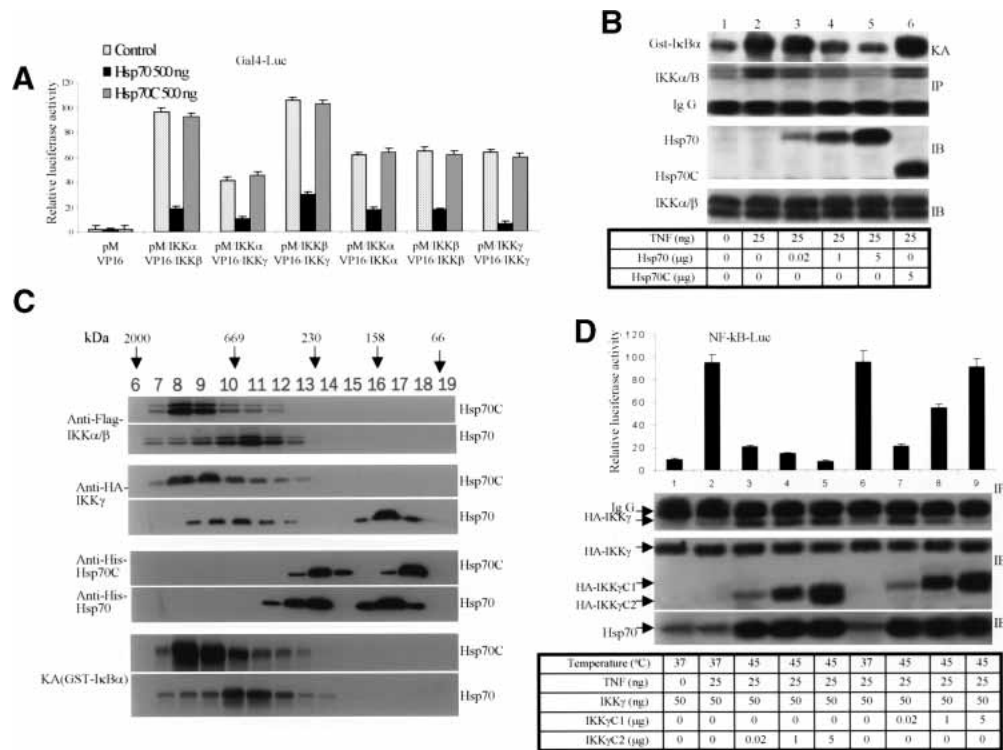 A
Control
Hsp70 500 ng
Hsp70C 500 ng
Gal4-Luc
Relative luciferase activity
120
100
80
60
40
20
0
pM pM IKKα pM IKKα pM IKKβ pM IKKα pM IKKβ pM IKKγ
VP16 VP16 IKKβ VP16 IKKγ VP16 IKKγ VP16 IKKα VP16 IKKβ VP16 IKKγ
B
1 2 3 4 5 6
Gst-IκBα KA
IKKα/B IP
Ig G
Hsp70 IB
Hsp70C
IKKα/β IB
TNF (ng) 0 25 25 25 25 25
Hsp70 (μg) 0 0 0.02 1 5 0
Hsp70C (μg) 0 0 0 0 0 5
C
kDa 2000 669 230 158 66
6 7 8 9 10 11 12 13 14 15 16 17 18 19
Anti-Flag-
IKKα/β
Hsp70C
Hsp70
Anti-HA-
IKKγ
Hsp70C
Hsp70
Anti-His-
Hsp70C
Hsp70C
Anti-His-
Hsp70
Hsp70
KA(GST-IκBα)
Hsp70C
Hsp70
D
NF-kB-Luc
Relative luciferase activity
120
100
80
60
40
20
0
1 2 3 4 5 6 7 8 9
Ig G IP
HA-IKKγ
HA-IKKγ IB
HA-IKKγC1
HA-IKKγC2
Hsp70 IB
Temperature (°C) 37 37 45 45 45 37 45 45 45
TNF (ng) 0 25 25 25 25 25 25 25 25
IKKγ (ng) 50 50 50 50 50 50 50 50 50
IKKγC1 (μg) 0 0 0 0 0 0 0.02 1 5
IKKγC2 (μg) 0 0 0.02 1 5 0 0 0 0